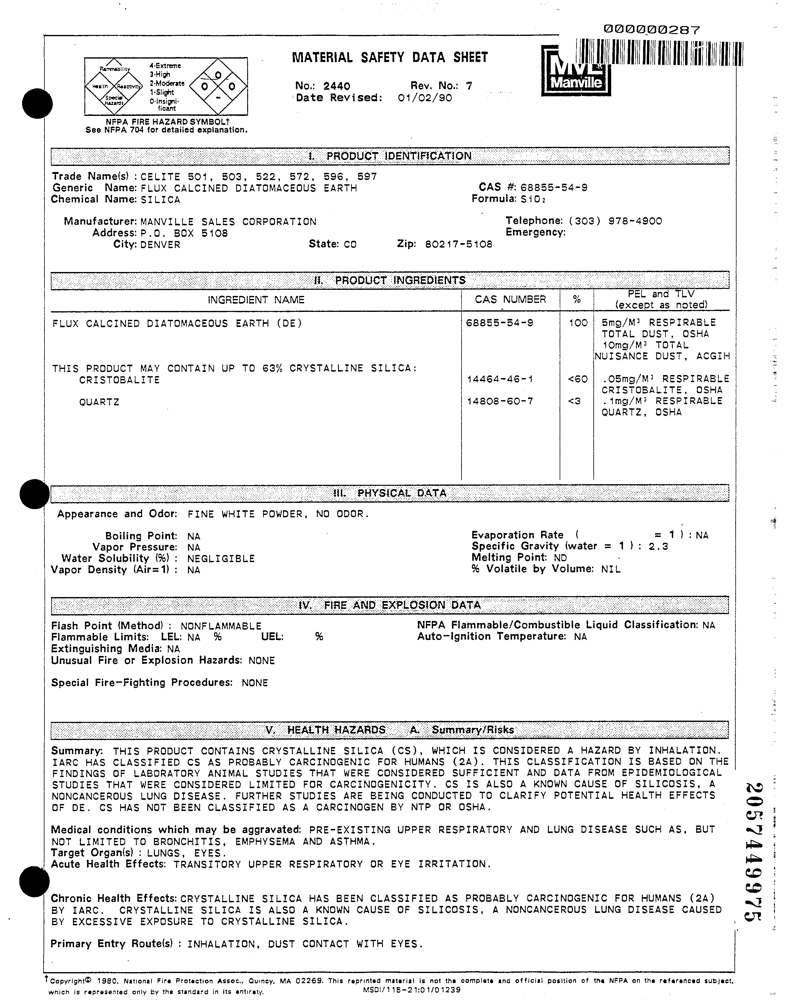 000000287
MATERIAL SAFETY DATA SHEET
No.: 2440 Rev. No.: 7
Date Revised: 01/02/90
MVL
Manville
Flammability
Health
Reactivity
Special
Hazards
4-Extreme
3-High
2-Moderate
1-Slight
0-Insigni-
ficant
0
0 0
-
NFPA FIRE HAZARD SYMBOL†
See NFPA 704 for detailed explanation.
I. PRODUCT IDENTIFICATION
Trade Name(s) : CELITE 501, 503, 522, 572, 596, 597
Generic Name: FLUX CALCINED DIATOMACEOUS EARTH CAS #: 68855-54-9
Chemical Name: SILICA Formula: SiO₂
Manufacturer: MANVILLE SALES CORPORATION Telephone: (303) 978-4900
Address: P.O. BOX 5108 Emergency:
City: DENVER State: CO Zip: 80217-5108
II. PRODUCT INGREDIENTS
INGREDIENT NAME CAS NUMBER % PEL and TLV
(except as noted)
FLUX CALCINED DIATOMACEOUS EARTH (DE) 68855-54-9 100 5mg/M³ RESPIRABLE
TOTAL DUST, OSHA
10mg/M³ TOTAL
NUISANCE DUST, ACGIH
THIS PRODUCT MAY CONTAIN UP TO 63% CRYSTALLINE SILICA:
CRISTOBALITE 14464-46-1 <60 .05mg/M³ RESPIRABLE
CRISTOBALITE, OSHA
QUARTZ 14808-60-7 <3 .1mg/M³ RESPIRABLE
QUARTZ, OSHA
III. PHYSICAL DATA
Appearance and Odor: FINE WHITE POWDER, NO ODOR.
Boiling Point: NA Evaporation Rate ( = 1 ) : NA
Vapor Pressure: NA Specific Gravity (water = 1 ) : 2.3
Water Solubility (%) : NEGLIGIBLE Melting Point: ND
Vapor Density (Air=1) : NA % Volatile by Volume: NIL
IV. FIRE AND EXPLOSION DATA
Flash Point (Method) : NONFLAMMABLE NFPA Flammable/Combustible Liquid Classification: NA
Flammable Limits: LEL: NA % UEL: % Auto-Ignition Temperature: NA
Extinguishing Media: NA
Unusual Fire or Explosion Hazards: NONE
Special Fire-Fighting Procedures: NONE
V. HEALTH HAZARDS A. Summary/Risks
Summary: THIS PRODUCT CONTAINS CRYSTALLINE SILICA (CS), WHICH IS CONSIDERED A HAZARD BY INHALATION.
IARC HAS CLASSIFIED CS AS PROBABLY CARCINOGENIC FOR HUMANS (2A). THIS CLASSIFICATION IS BASED ON THE
FINDINGS OF LABORATORY ANIMAL STUDIES THAT WERE CONSIDERED SUFFICIENT AND DATA FROM EPIDEMIOLOGICAL
STUDIES THAT WERE CONSIDERED LIMITED FOR CARCINOGENICITY. CS IS ALSO A KNOWN CAUSE OF SILICOSIS, A
NONCANCEROUS LUNG DISEASE. FURTHER STUDIES ARE BEING CONDUCTED TO CLARIFY POTENTIAL HEALTH EFFECTS
OF DE. CS HAS NOT BEEN CLASSIFIED AS A CARCINOGEN BY NTP OR OSHA.
Medical conditions which may be aggravated: PRE-EXISTING UPPER RESPIRATORY AND LUNG DISEASE SUCH AS, BUT
NOT LIMITED TO BRONCHITIS, EMPHYSEMA AND ASTHMA.
Target Organ(s) : LUNGS, EYES.
Acute Health Effects: TRANSITORY UPPER RESPIRATORY OR EYE IRRITATION.
Chronic Health Effects: CRYSTALLINE SILICA HAS BEEN CLASSIFIED AS PROBABLY CARCINOGENIC FOR HUMANS (2A)
BY IARC. CRYSTALLINE SILICA IS ALSO A KNOWN CAUSE OF SILICOSIS, A NONCANCEROUS LUNG DISEASE CAUSED
BY EXCESSIVE EXPOSURE TO CRYSTALLINE SILICA.
Primary Entry Route(s) : INHALATION, DUST CONTACT WITH EYES.
2057449975
†Copyright© 1980, National Fire Protection Assoc., Quincy, MA 02269. This reprinted material is not the complete and official position of the NFPA on the referenced subject,
which is represented only by the standard in its entirety. MSDI/115-21:01/01239